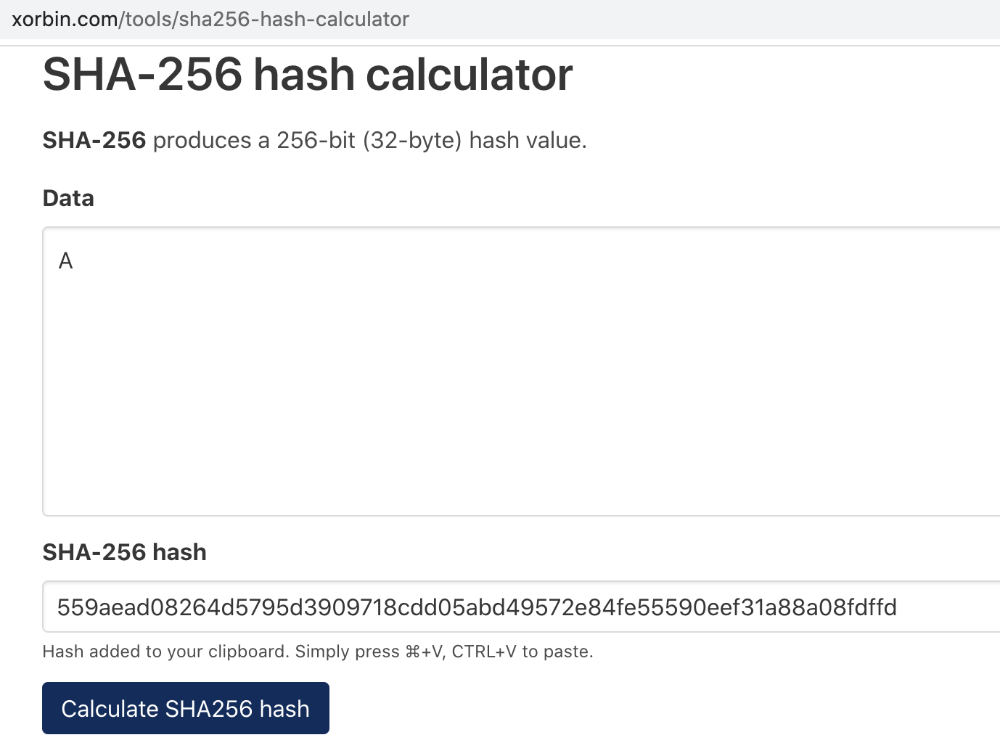 xorbin.com/tools/sha256-hash-calculator
SHA-256 hash calculator
SHA-256 produces a 256-bit (32-byte) hash value.
Data
A
SHA-256 hash
559aead08264d5795d3909718cdd05abd49572e84fe55590eef31a88a08fdffd
Hash added to your clipboard. Simply press ⌘+V, CTRL+V to paste.
Calculate SHA256 hash